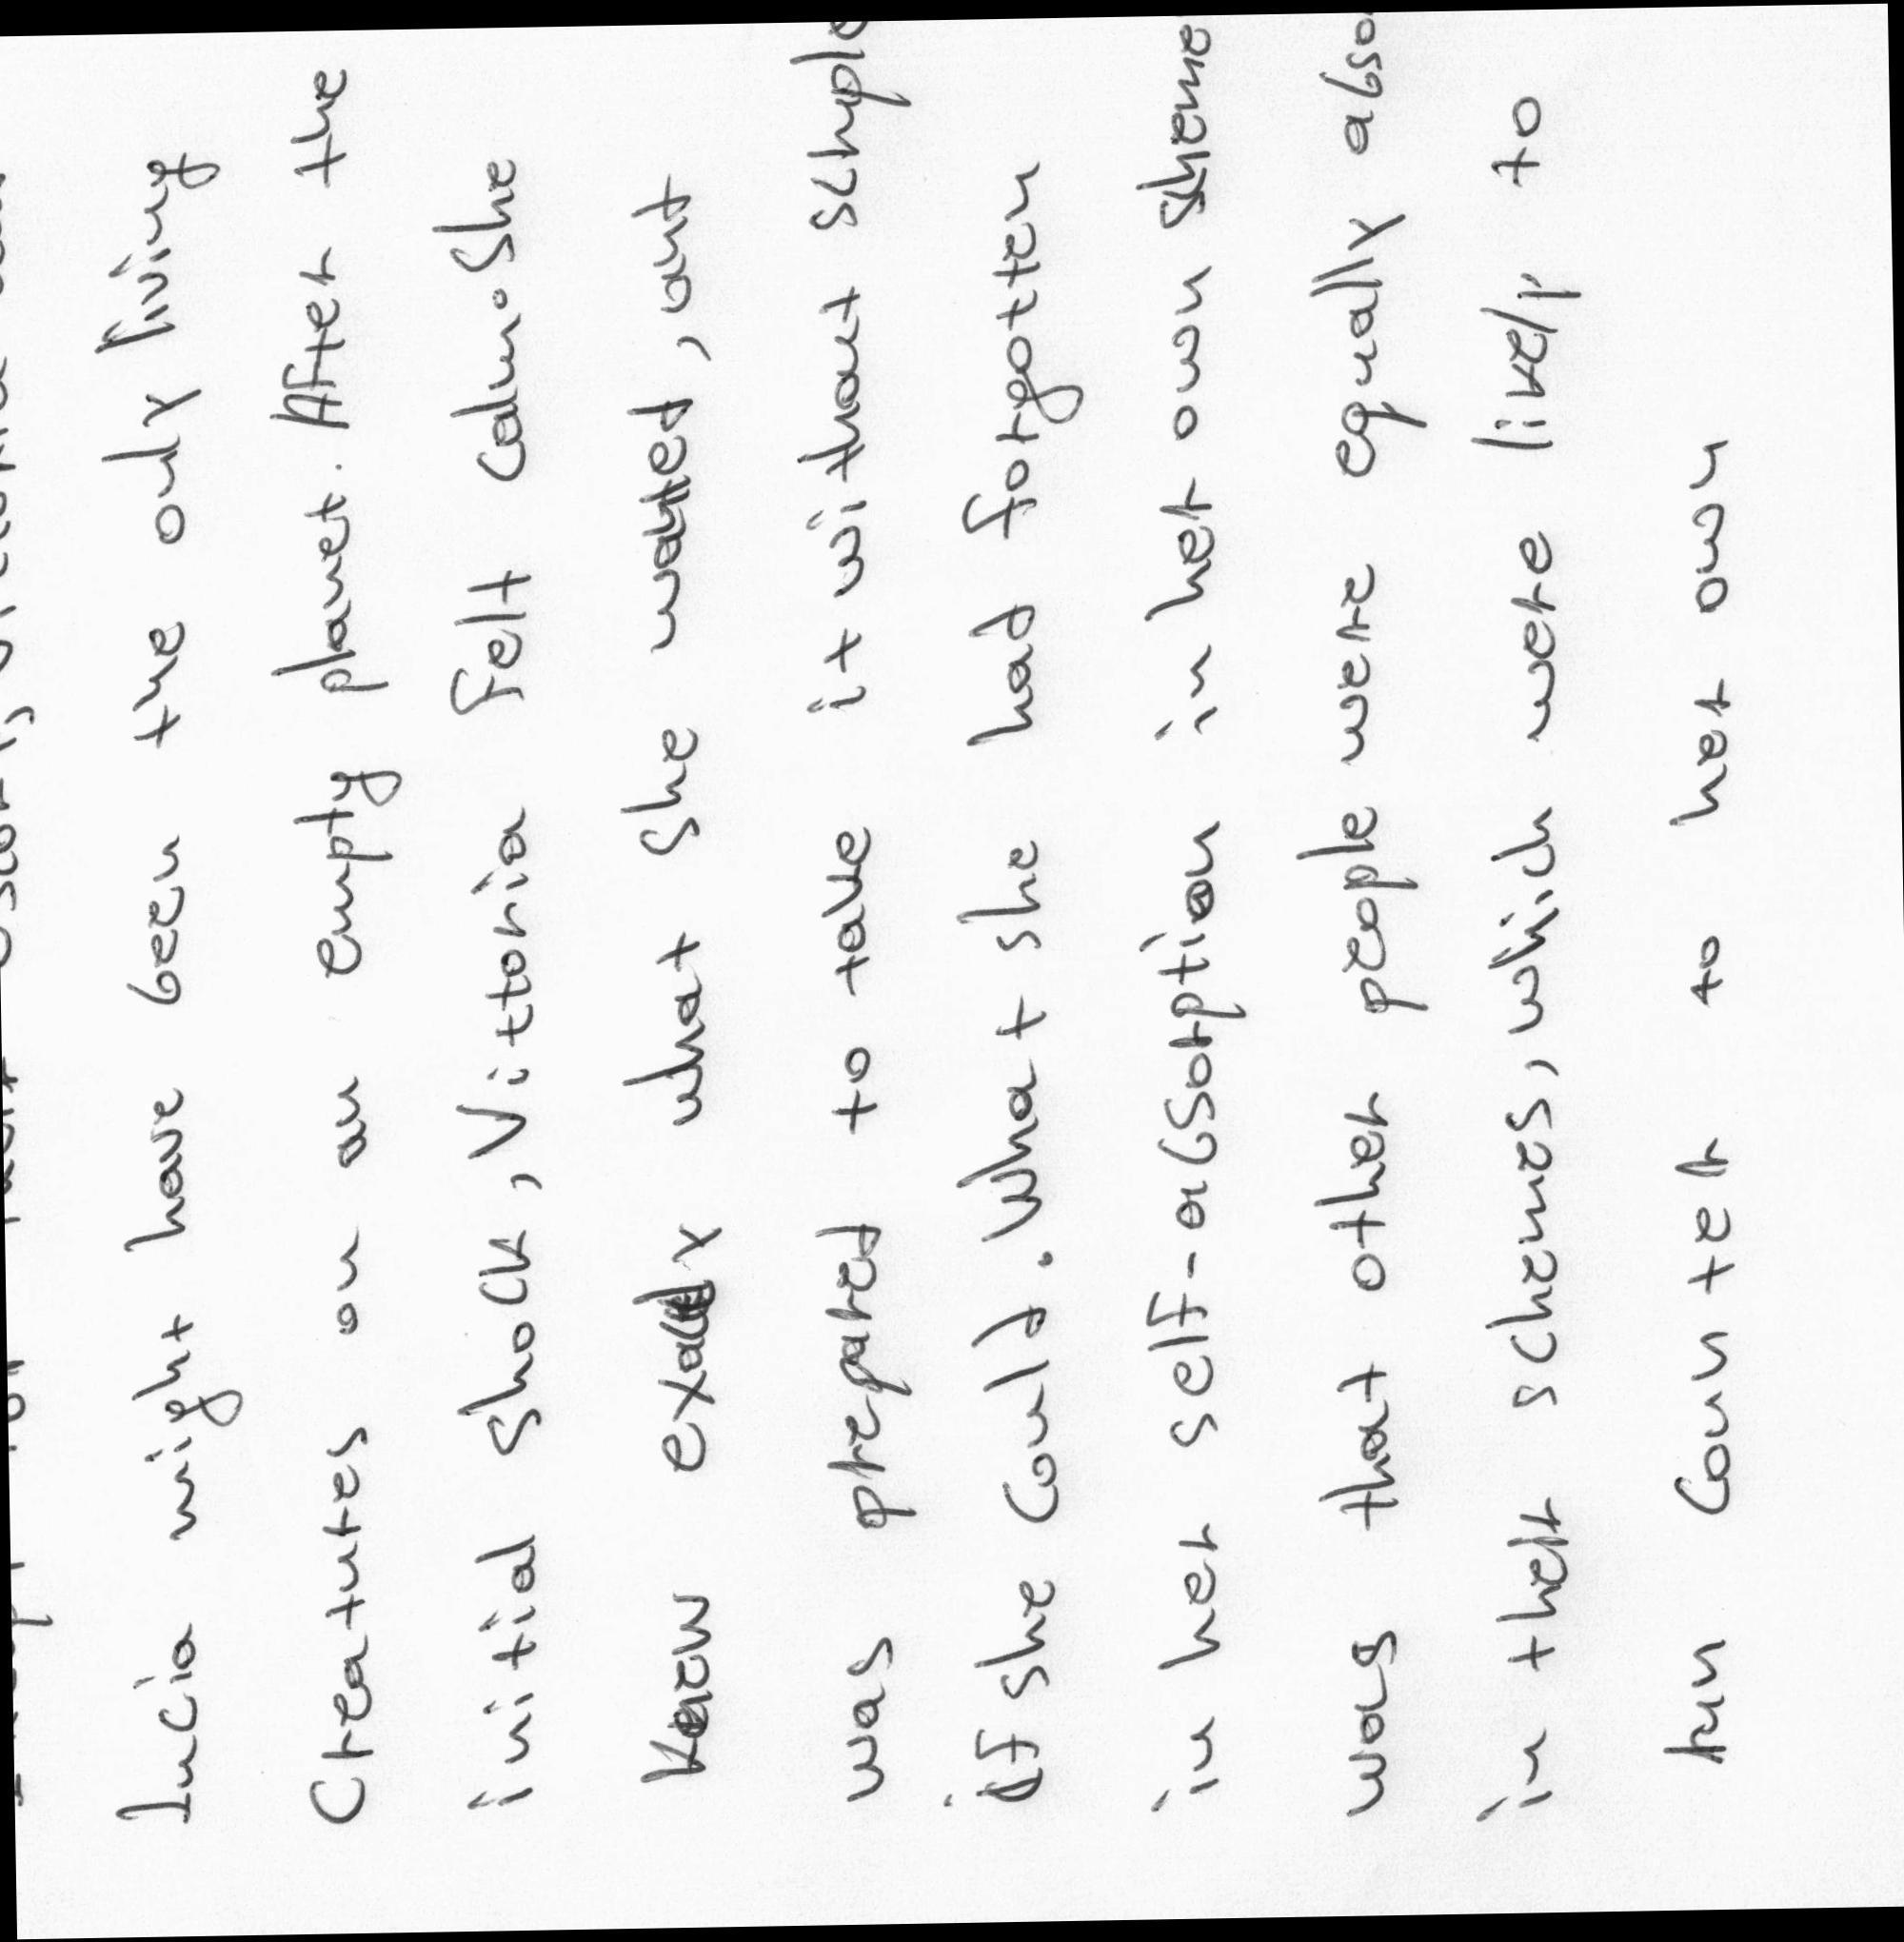 Lucia might have been the only living
Creatures on an empty planet. After the
initial shock, Vittoria felt calm. She
knew exactly what she wanted, and
was prepared to take it without scruple
if she could. What she had forgotten
in her self-absorption in her own scheme
was that other people were equally abso
in their schemes, which were likely to
run Counter to her own